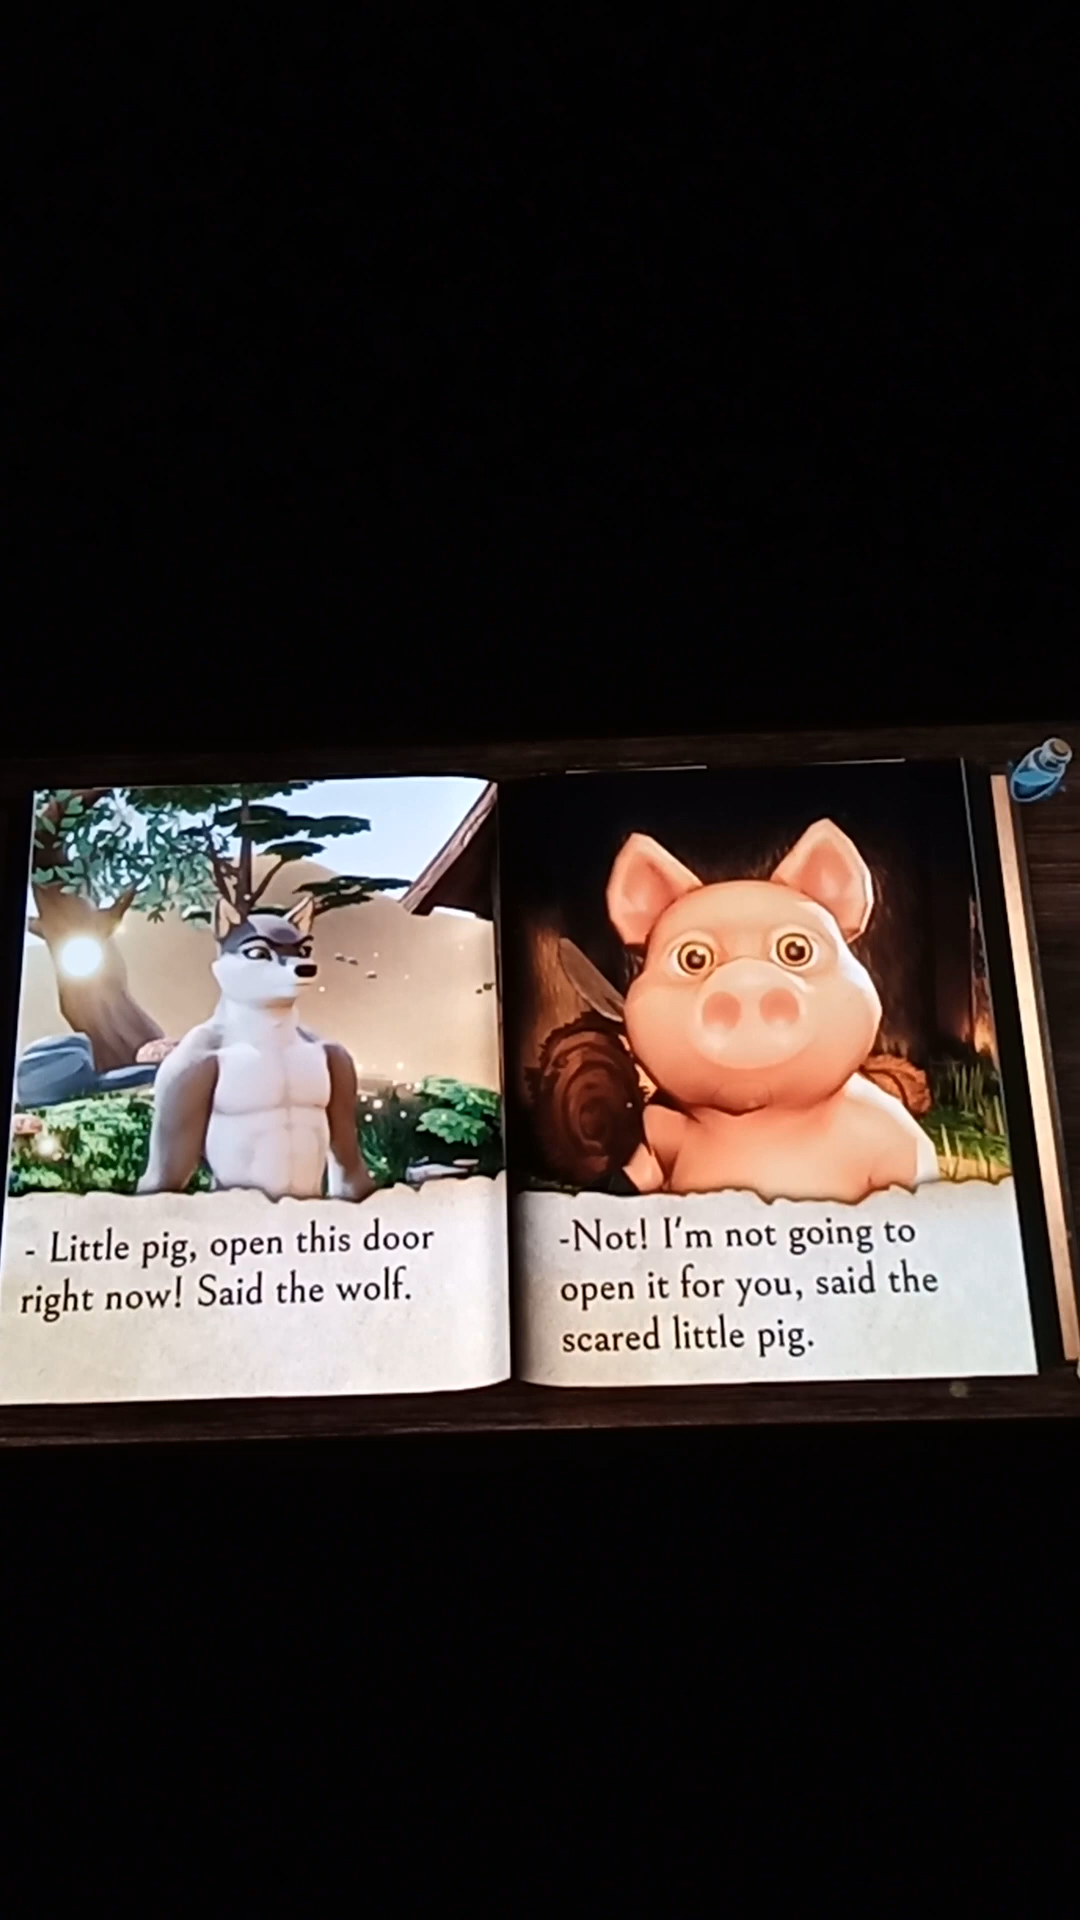 - Little pig, open this door
right now! Said the wolf.
-Not! I'm not going to
open it for you, said the
scared little pig.